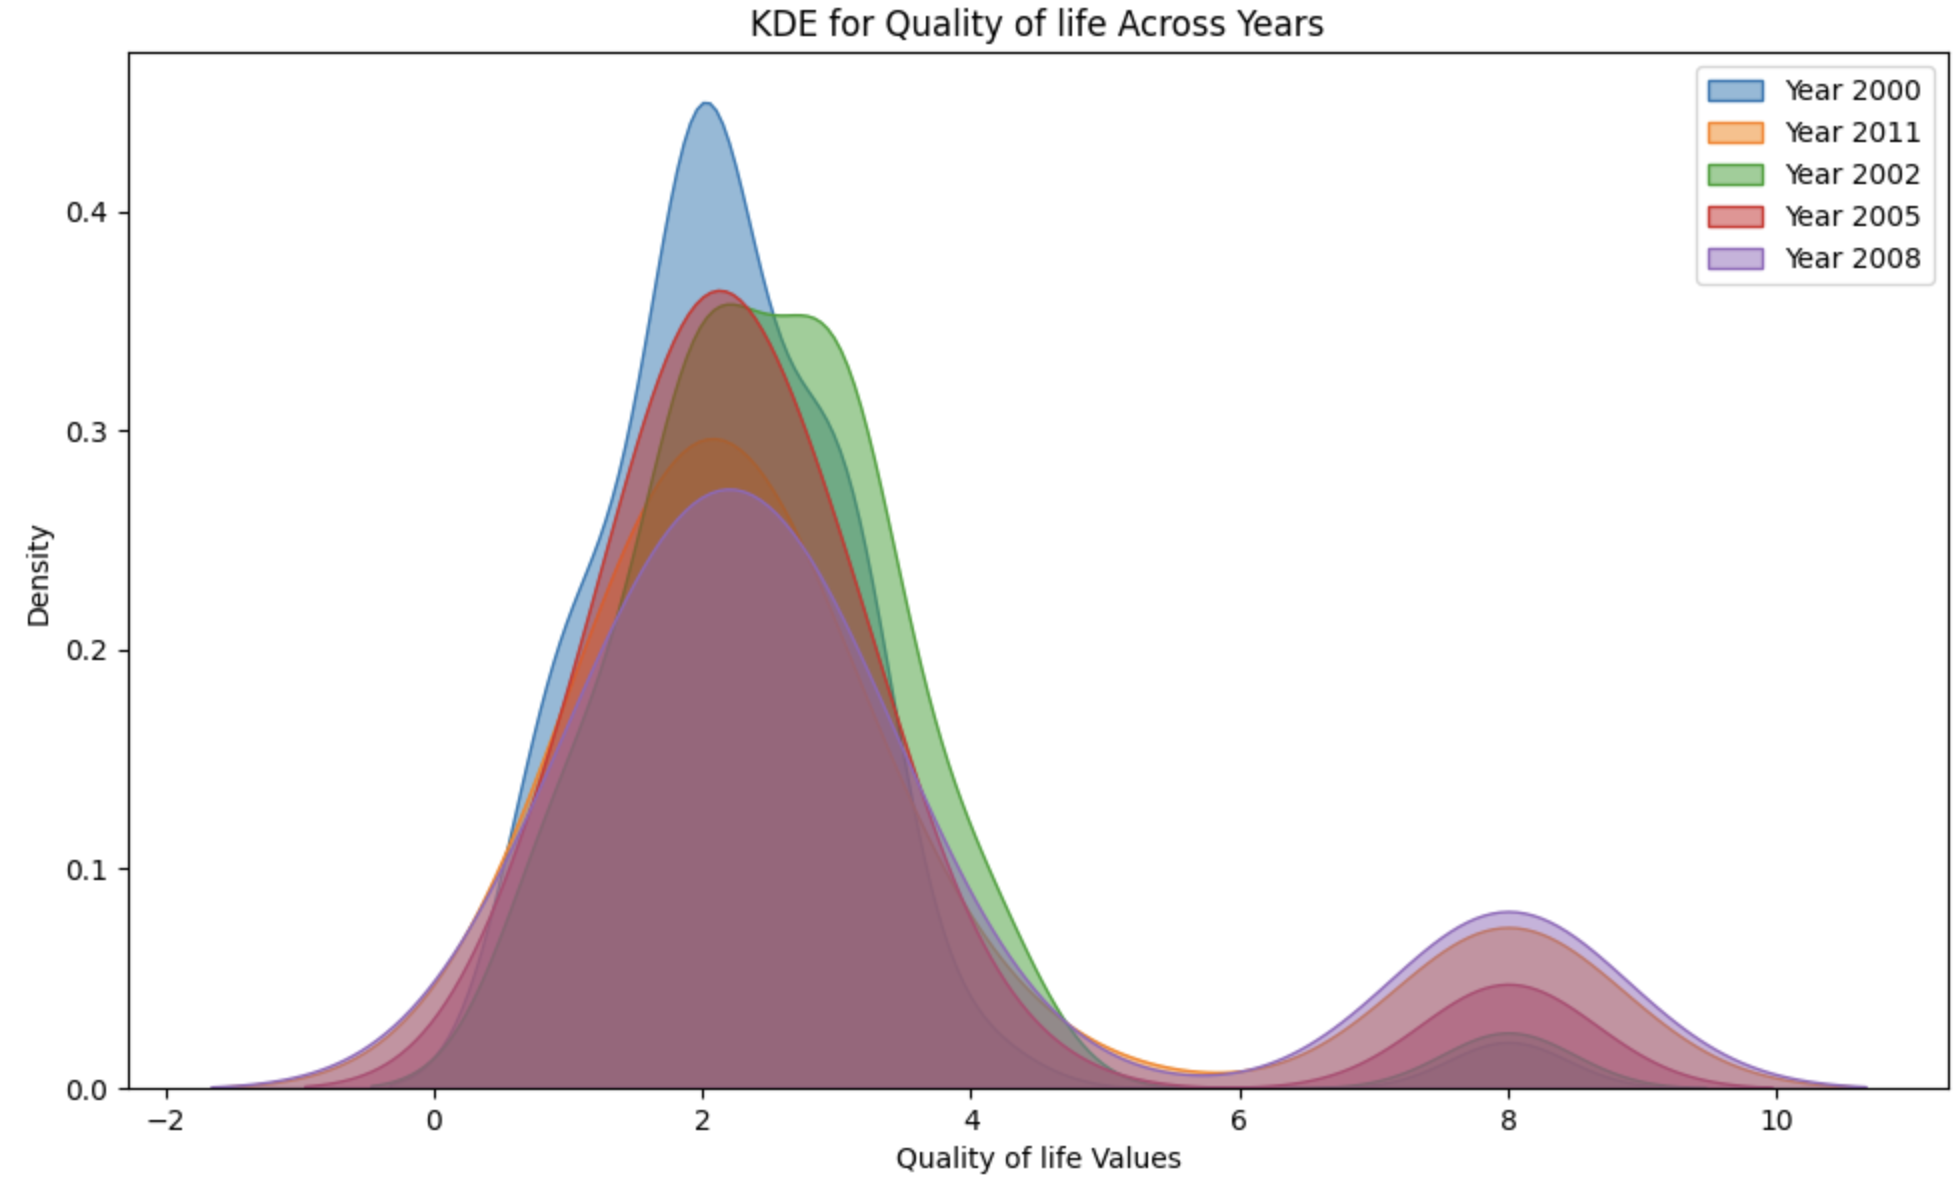 KDE for Quality of life Across Years
Year 2000
Year 2011
Year 2002
Year 2005
Year 2008
0.4
0.3
0.2
0.1
0.0
Density
−2
0
2
4
6
8
10
Quality of life Values